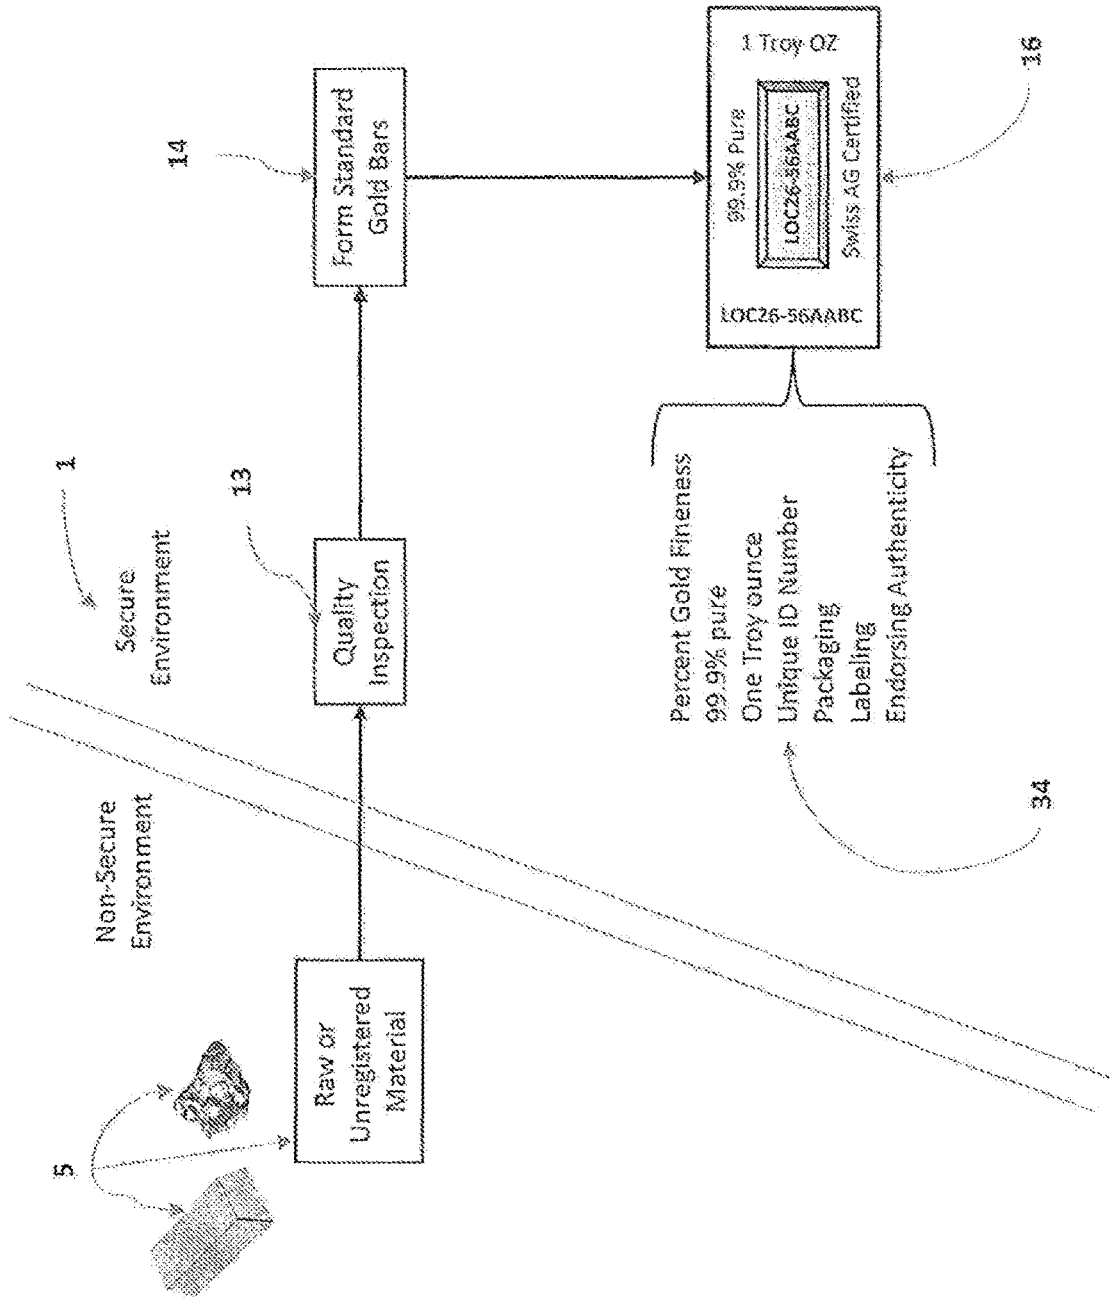 5
Raw or
Unregistered
Material
Non-Secure
Environment
Secure
Environment
1
13
Quality
Inspection
14
Form Standard
Gold Bars
Percent Gold Fineness
99.9% pure
One Troy ounce
Unique ID Number
Packaging
Labeling
Endorsing Authenticity
34
LOC26-56AABC
99.9% Pure
LOC26-56AABC
Swiss AG Certified
1 Troy OZ
16